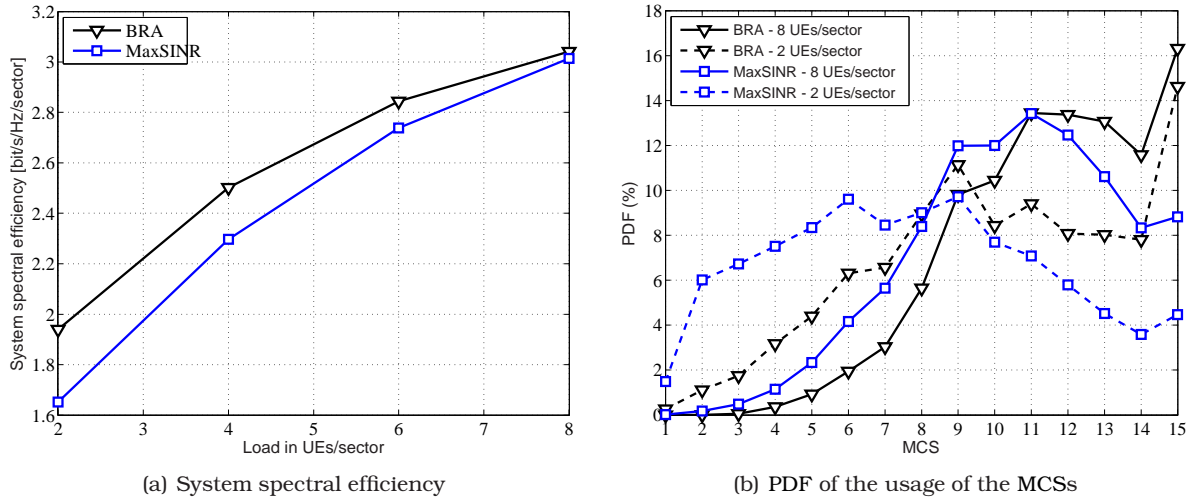 3.2
3
2.8
2.6
2.4
2.2
2
1.8
1.6
System spectral efficiency [bit/s/Hz/sector]
BRA
MaxSINR
2 3 4 5 6 7 8
Load in UEs/sector
(a) System spectral efficiency
18
16
14
12
10
8
6
4
2
0
PDF (%)
BRA - 8 UEs/sector
BRA - 2 UEs/sector
MaxSINR - 8 UEs/sector
MaxSINR - 2 UEs/sector
1 2 3 4 5 6 7 8 9 10 11 12 13 14 15
MCS
(b) PDF of the usage of the MCSs